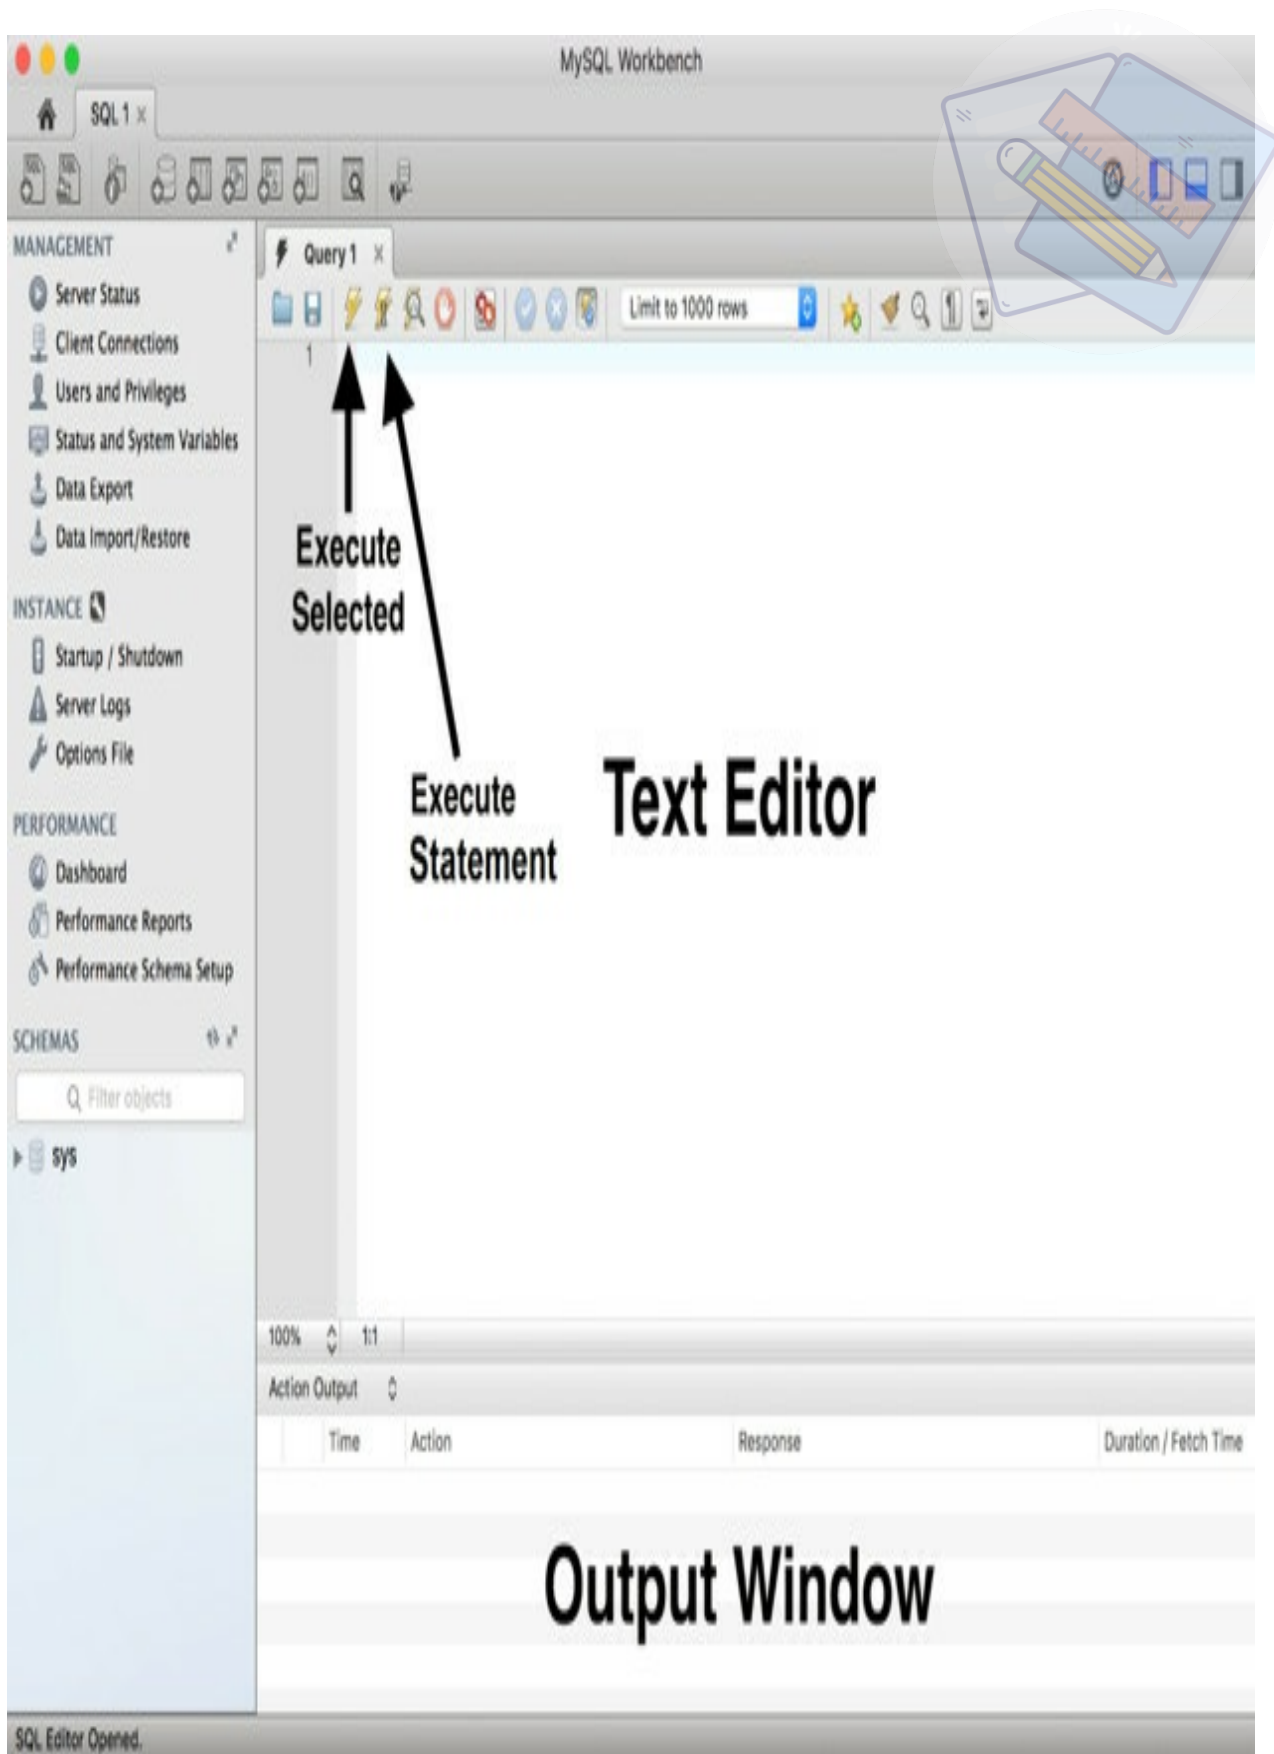 MySQL Workbench
SQL 1
MANAGEMENT
Server Status
Client Connections
Users and Privileges
Status and System Variables
Data Export
Data Import/Restore
INSTANCE
Startup / Shutdown
Server Logs
Options File
PERFORMANCE
Dashboard
Performance Reports
Performance Schema Setup
SCHEMAS
Filter objects
sys
Query 1
Limit to 1000 rows
1
Execute
Selected
Execute
Statement
Text Editor
100% 1:1
Action Output
Time Action Response Duration / Fetch Time
Output Window
SQL Editor Opened.